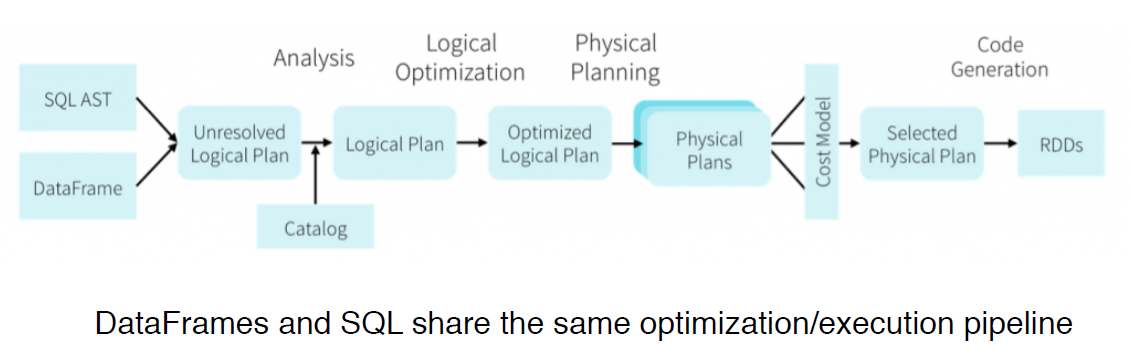 Analysis
Logical
Optimization
Physical
Planning
Code
Generation
SQL AST
DataFrame
Unresolved
Logical Plan
Catalog
Logical Plan
Optimized
Logical Plan
Physical
Plans
Cost Model
Selected
Physical Plan
RDDs
DataFrames and SQL share the same optimization/execution pipeline